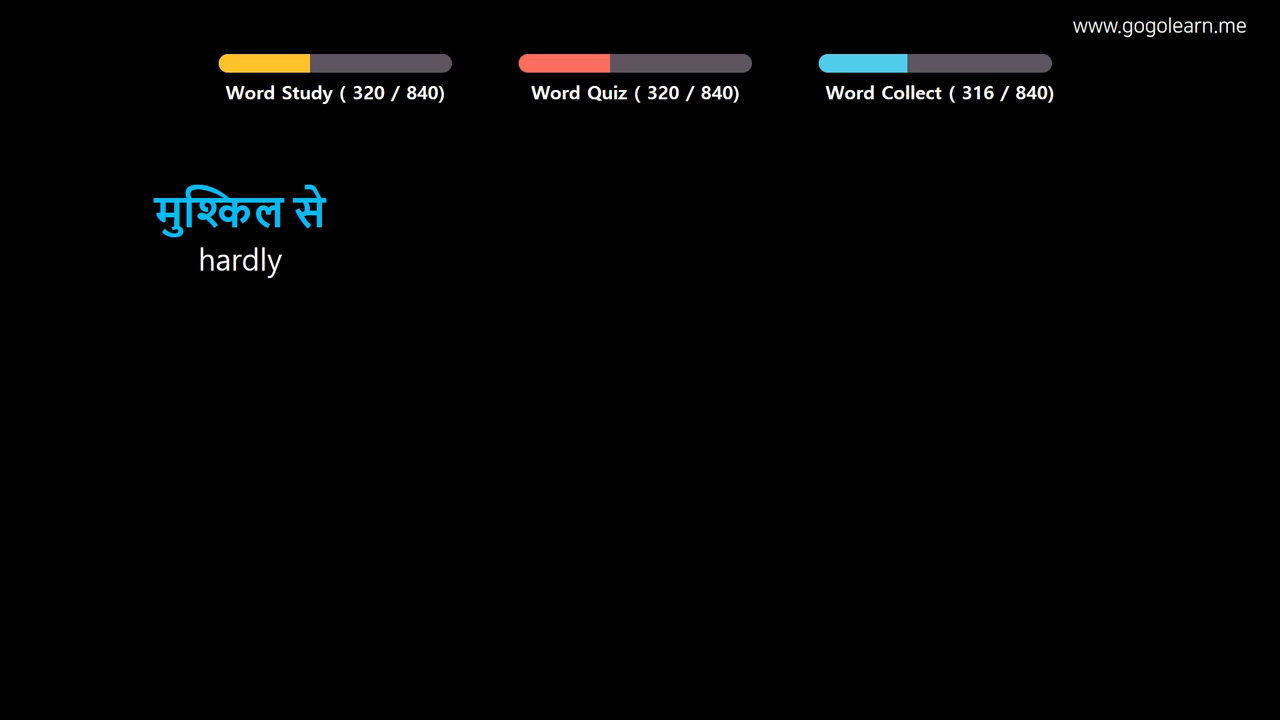 www.gogolearn.me
Word Study ( 320 / 840)
Word Quiz ( 320 / 840)
Word Collect ( 316 / 840)
मुश्किल से
hardly